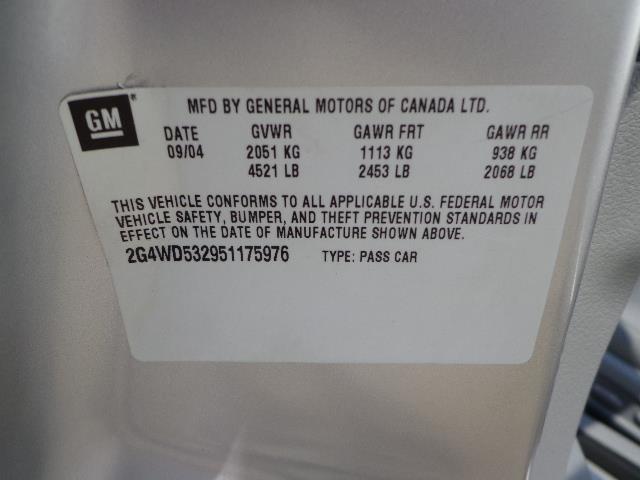 GM
MFD BY GENERAL MOTORS OF CANADA LTD.
DATE GVWR GAWR FRT GAWR RR
09/04 2051 KG 1113 KG 938 KG
4521 LB 2453 LB 2068 LB
THIS VEHICLE CONFORMS TO ALL APPLICABLE U.S. FEDERAL MOTOR
VEHICLE SAFETY, BUMPER, AND THEFT PREVENTION STANDARDS IN
EFFECT ON THE DATE OF MANUFACTURE SHOWN ABOVE.
2G4WD532951175976 TYPE: PASS CAR